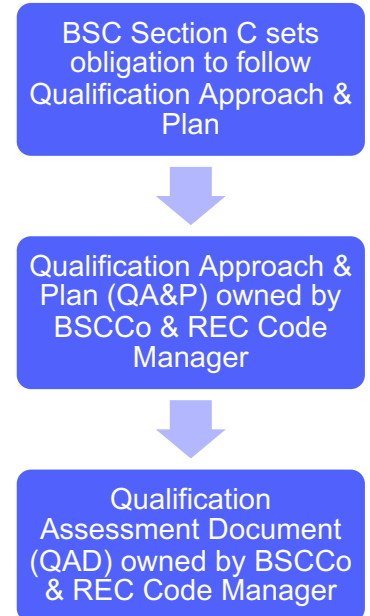 BSC Section C sets
obligation to follow
Qualification Approach &
Plan
Qualification Approach &
Plan (QA&P) owned by
BSCCo & REC Code
Manager
Qualification
Assessment Document
(QAD) owned by BSCCo
& REC Code Manager